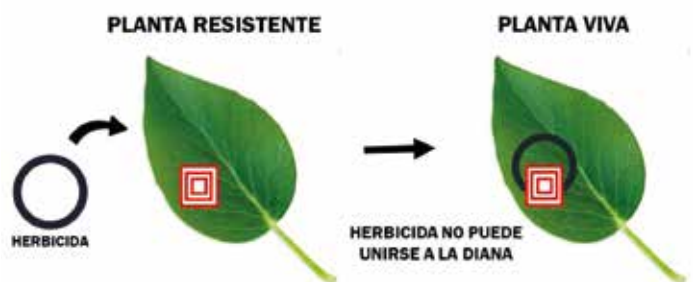 PLANTA RESISTENTE
PLANTA VIVA
HERBICIDA
HERBICIDA NO PUEDE
UNIRSE A LA DIANA